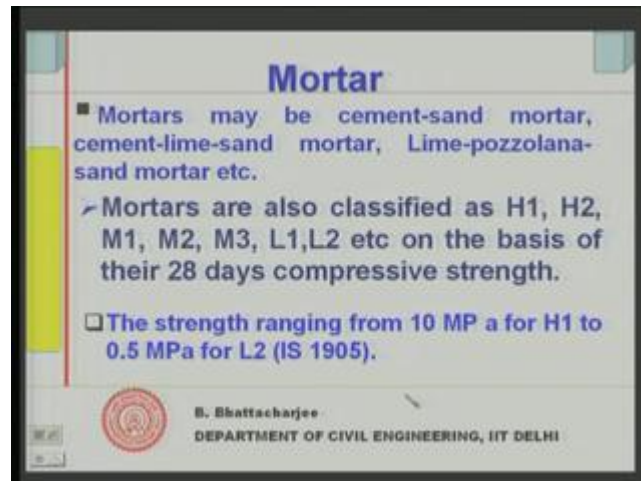 Mortar
Mortars may be cement-sand mortar,
cement-lime-sand mortar, Lime-pozzolana-
sand mortar etc.
Mortars are also classified as H1, H2,
M1, M2, M3, L1,L2 etc on the basis of
their 28 days compressive strength.
The strength ranging from 10 MP a for H1 to
0.5 MPa for L2 (IS 1905).
B. Bhattacharjee
DEPARTMENT OF CIVIL ENGINEERING, IIT DELHI